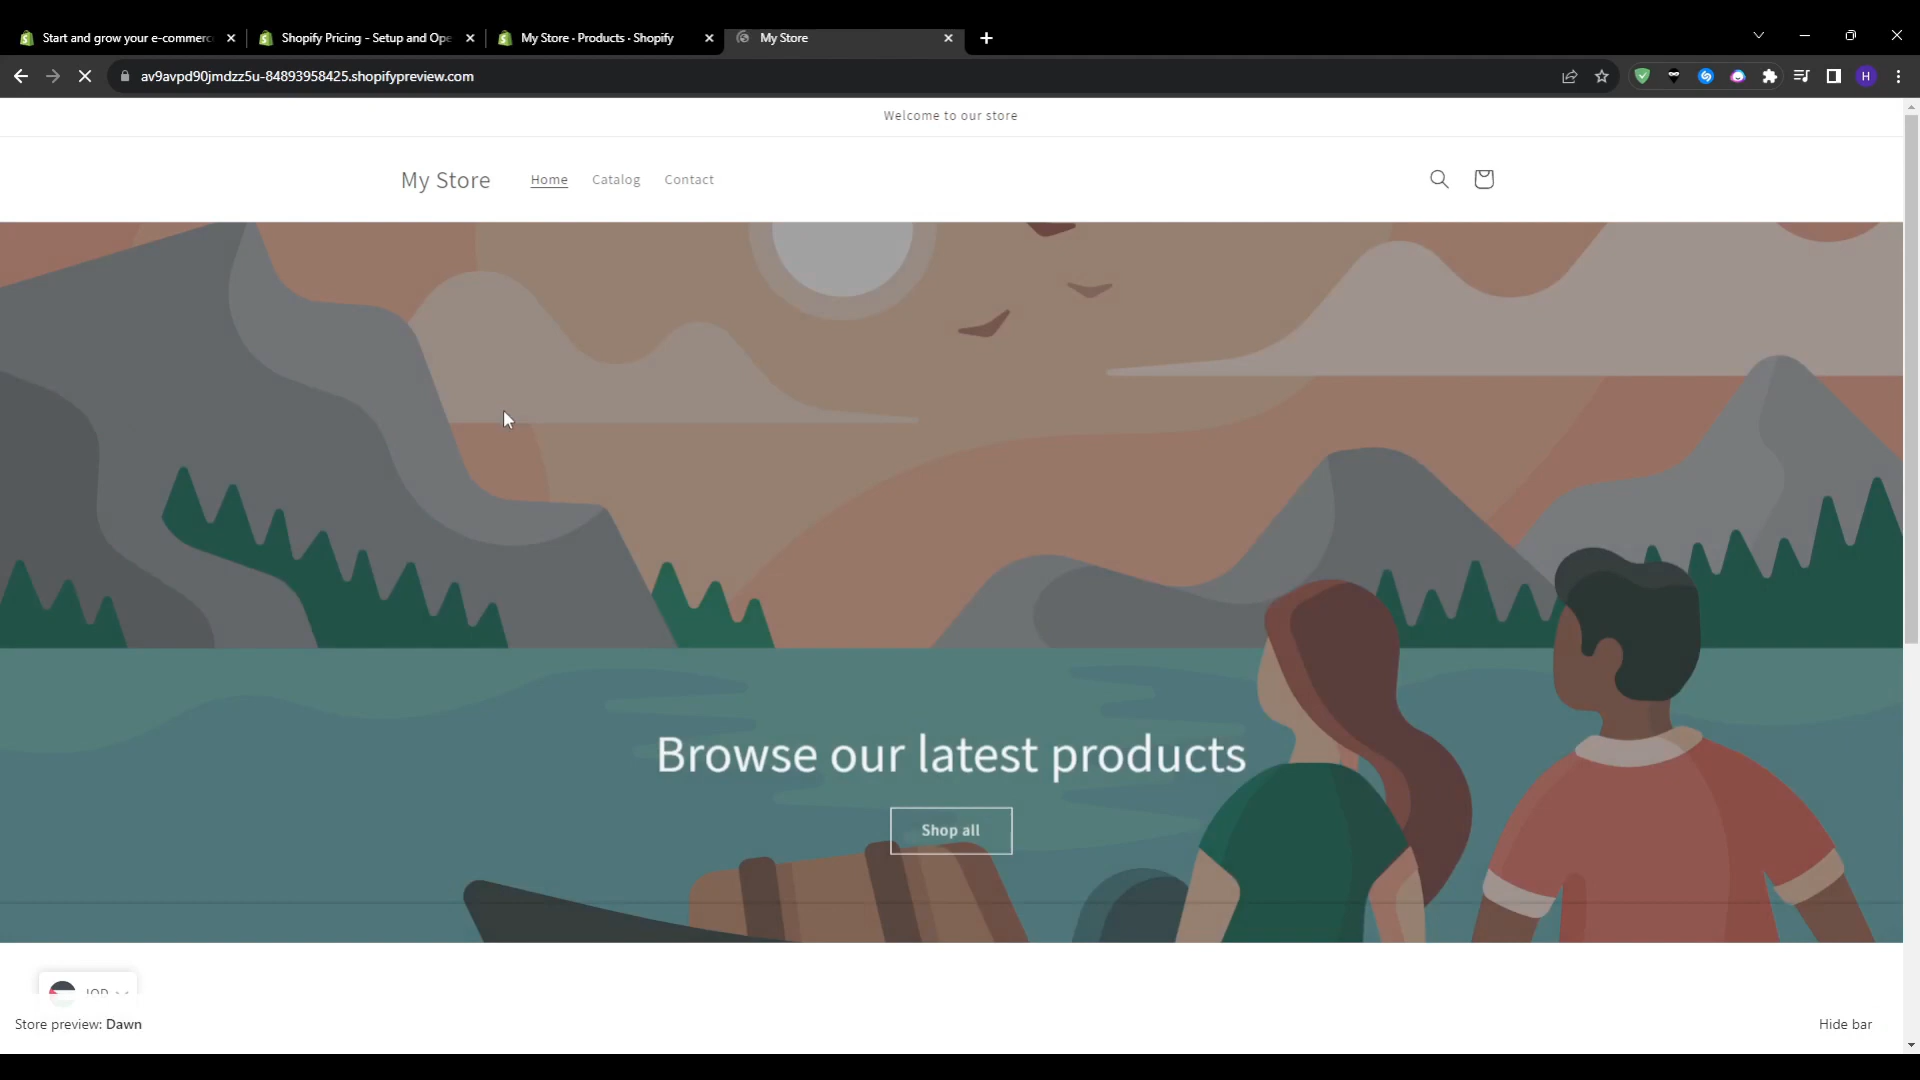 Start and grow your e-commerc
Shopify Pricing - Setup and Ope
My Store · Products · Shopify
My Store
av9avpd90jmdzz5u-84893958425.shopifypreview.com
H
Welcome to our store
My Store
Home
Catalog
Contact
Browse our latest products
Shop all
JOD
Store preview: Dawn
Hide bar